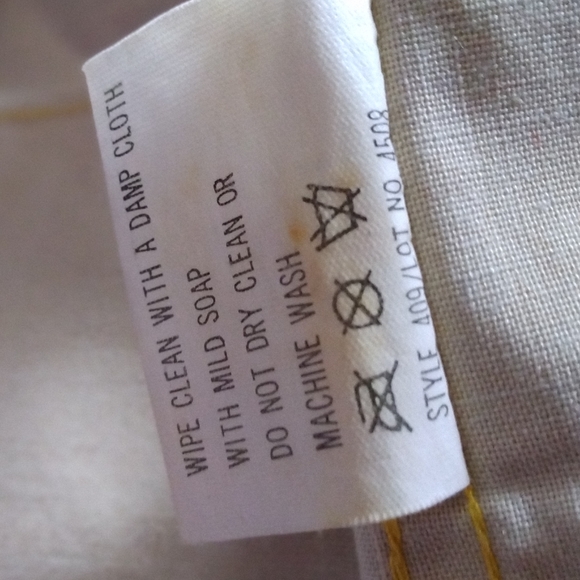 WIPE CLEAN WITH A DAMP CLOTH
WITH MILD SOAP
DO NOT DRY CLEAN OR
MACHINE WASH
STYLE 409/LOT NO 4508